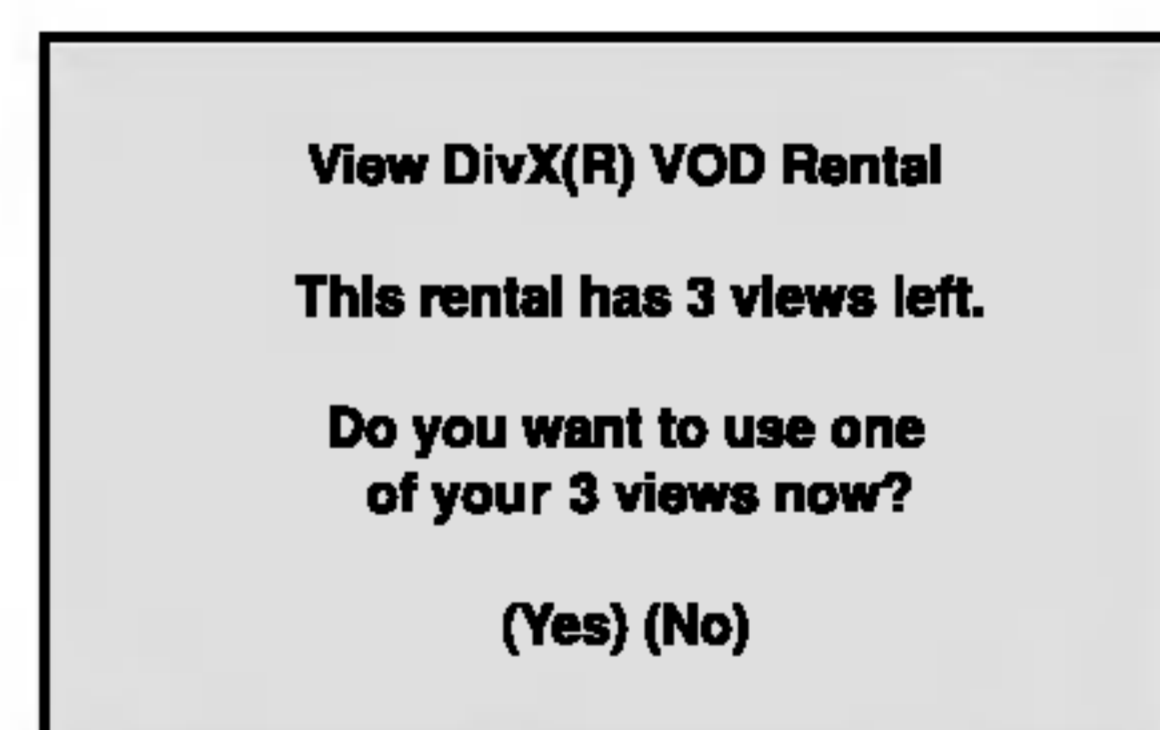 View DivX(R) VOD Rental
This rental has 3 views left.
Do you want to use one
of your 3 views now?
(Yes) (No)